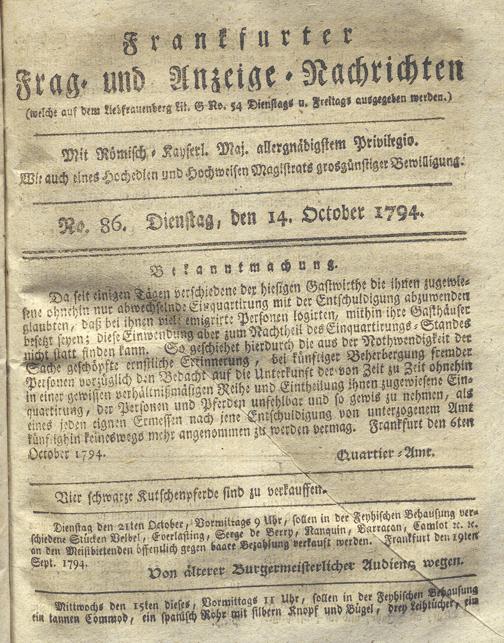 Frankfurter
Frag- und Anzeige-Nachrichten
(welche auf dem Liebfrauenberg Lit. G No. 54 Dienstags u. Freitags ausgegeben werden.)
Mit Römisch-Kayserl. Maj. allergnädigstem Privilegio.
Wie auch eines Hochedlen und Hochweisen Magistrats grosgünstiger Bewilligung.
No. 86. Dienstag, den 14. October 1794.
Bekanntmachung.
Da seit einigen Tägen verschiedene der hiesigen Gastwirthe die ihnen zugewie-
sene ohnehin nur abwechselnde Einquartirung mit der Entschuldigung abzuwenden
glaubten, daß bei ihnen viele emigrirte Personen logirten, mithin ihre Gasthäuser
besetzt seyen; diese Einwendung aber zum Nachtheil des Einquartirungs-Standes
nicht statt finden kann. So geschiehet hierdurch die aus der Nothwendigkeit der
Sache geschöpfte ernstliche Erinnerung, bei künftiger Beherbergung fremder
Personen vorzüglich den Bedacht auf die Unterkunft der von Zeit zu Zeit ohnehin
in einer gewissen verhältnismäsigen Reihe und Eintheilung ihnen zugewiesene Ein-
quartirung, der Personen und Pferden unfehlbar und so gewis zu nehmen, als
eines jeden eignen Ermessen nach jene Entschuldigung von unterzogenem Amt
künftighin keineswegs mehr angenommen zu werden vermag. Frankfurt den 6ten
October 1794. Quartier-Amt.
Vier schwarze Kutschenpferde sind zu verkauffen.
Dienstag den 21ten October, Vormittags 9 Uhr, sollen in der Feyhischen Behausung ver-
schiedene Stücken Velbel, Everlasting, Serge de Berry, Nanquin, Barracan, Camlot ꝛc. ꝛc.
an den Meistbietenden öffentlich gegen baare Bezahlung verkauft werden. Frankfurt den 19ten
Sept. 1794. Von älterer Burgermeisterlicher Audienz wegen.
Mittwochs den 15ten dieses, Vormittags 11 Uhr, sollen in der Feyhischen Behausung
ein tannen Commod, ein spanisch Rohr mit silbern Knopf und Bügel, drey Leihtücher, ein